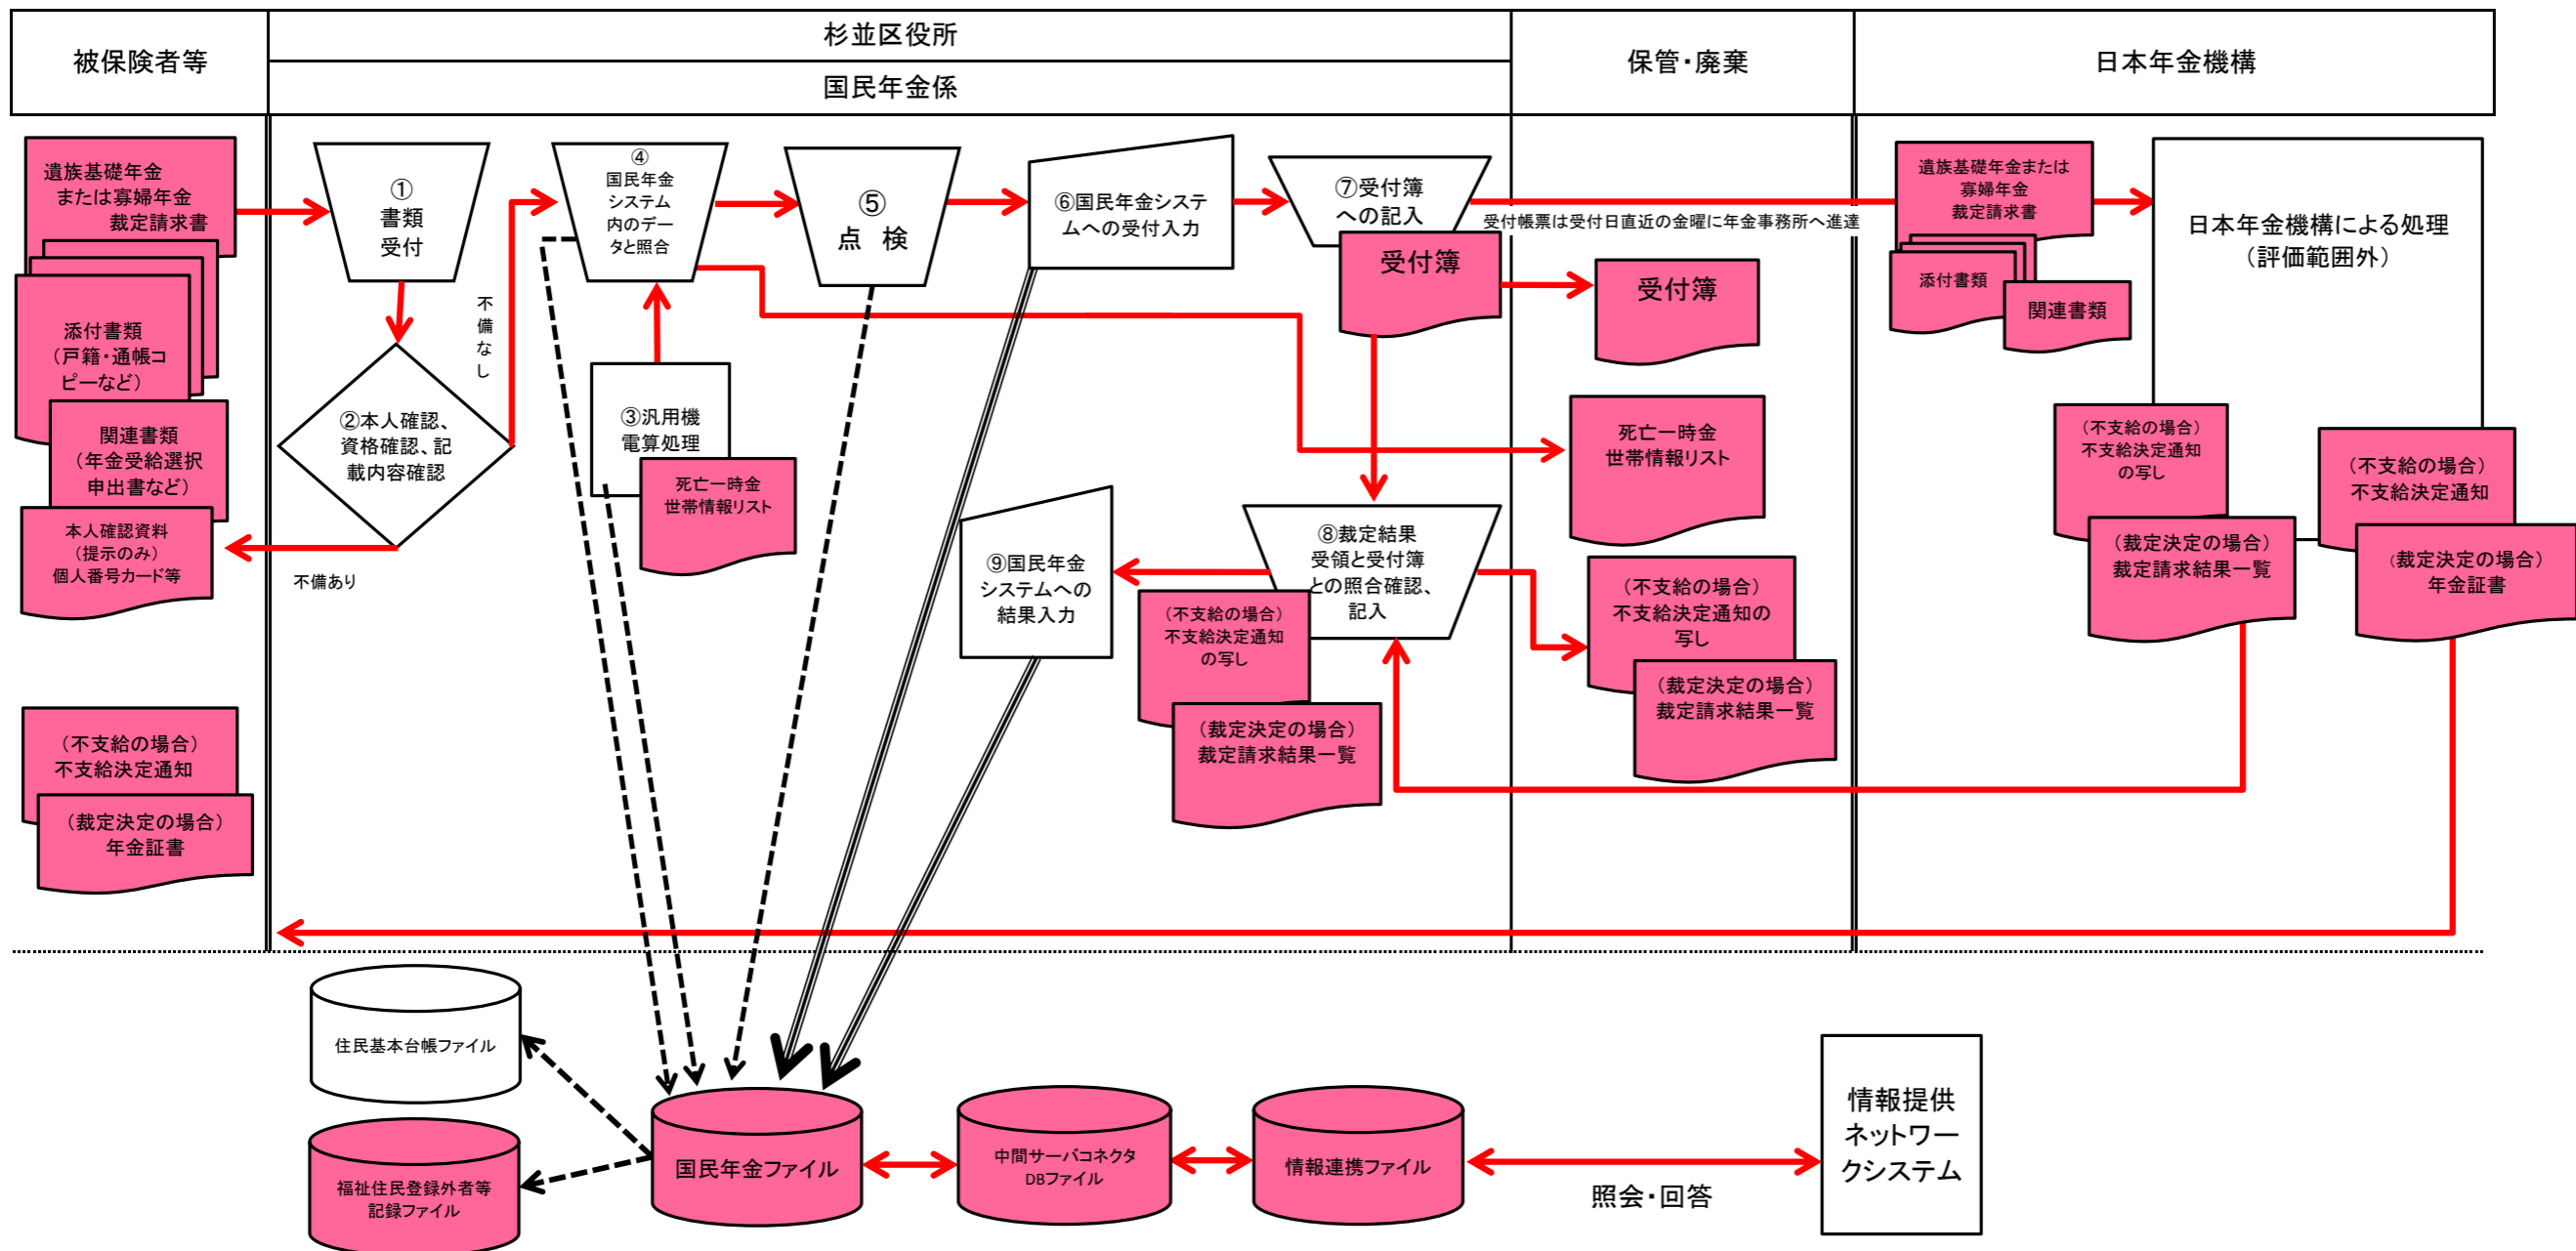 被保険者等
杉並区役所
国民年金係
保管・廃棄
日本年金機構
遺族基礎年金
または寡婦年金
裁定請求書
添付書類
（戸籍・通帳コ
ピーなど）
関連書類
（年金受給選択
申出書など）
本人確認資料
（提示のみ）
個人番号カード等
（不支給の場合）
不支給決定通知
（裁定決定の場合）
年金証書
①
書類
受付
②本人確認、
資格確認、記
載内容確認
不備あり
不
備
な
し
④
国民年金
システム
内のデー
タと照合
③汎用機
電算処理
死亡一時金
世帯情報リスト
⑤
点　検
⑥国民年金システ
ムへの受付入力
⑦受付簿
への記入
受付簿
受付帳票は受付日直近の金曜に年金事務所へ進達
⑧裁定結果
受領と受付簿
との照合確認、
記入
（不支給の場合）
不支給決定通知
の写し
（裁定決定の場合）
裁定請求結果一覧
⑨国民年金
システムへの
結果入力
受付簿
死亡一時金
世帯情報リスト
（不支給の場合）
不支給決定通知の
写し
（裁定決定の場合）
裁定請求結果一覧
遺族基礎年金または
寡婦年金
裁定請求書
添付書類
関連書類
日本年金機構による処理
（評価範囲外）
（不支給の場合）
不支給決定通知
の写し
（裁定決定の場合）
裁定請求結果一覧
（不支給の場合）
不支給決定通知
（裁定決定の場合）
年金証書
住民基本台帳ファイル
福祉住民登録外者等
記録ファイル
国民年金ファイル
中間サーバコネクタ
DBファイル
情報連携ファイル
照会・回答
情報提供
ネットワー
クシステム